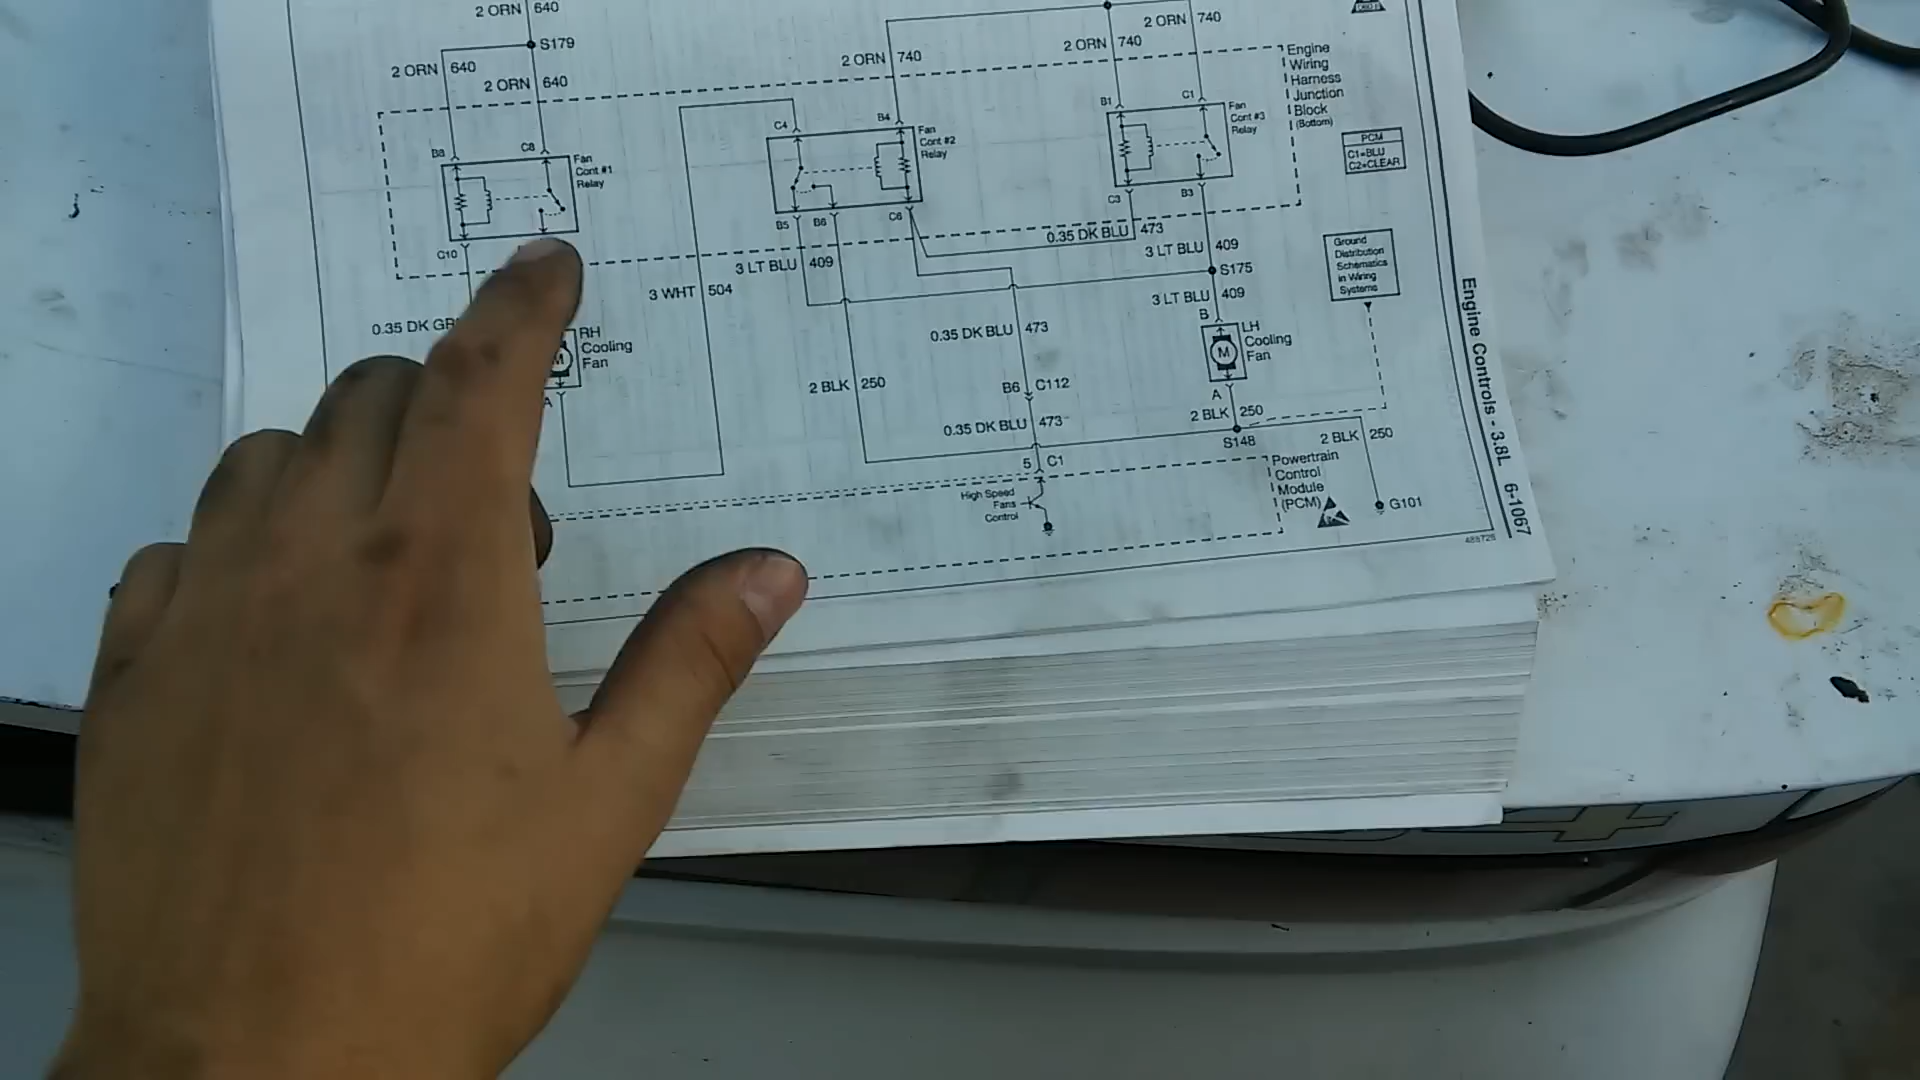 2 ORN 640
S179
2 ORN 640
2 ORN 640
2 ORN 740
2 ORN 740
2 ORN 740
Engine
Wiring
Harness
Junction
Block
(Bottom)
PCM
C1=BLU
C2=CLEAR
B8
C8
Fan
Cont #1
Relay
C10
C4
B4
Fan
Cont #2
Relay
B5
B6
C6
B1
C1
Fan
Cont #3
Relay
C3
B3
0.35 DK BLU 473
3 LT BLU 409
3 LT BLU 409
S175
3 LT BLU 409
3 WHT 504
Ground
Distribution
Schematics
in Wiring
Systems
0.35 DK
RH
Cooling
Fan
M
A
0.35 DK BLU 473
B
LH
Cooling
Fan
M
A
2 BLK 250
B6 C112
0.35 DK BLU 473
2 BLK 250
S148
2 BLK 250
5 C1
High Speed
Fans
Control
Powertrain
Control
Module
(PCM)
G101
Engine Controls - 3.8L 6-1067